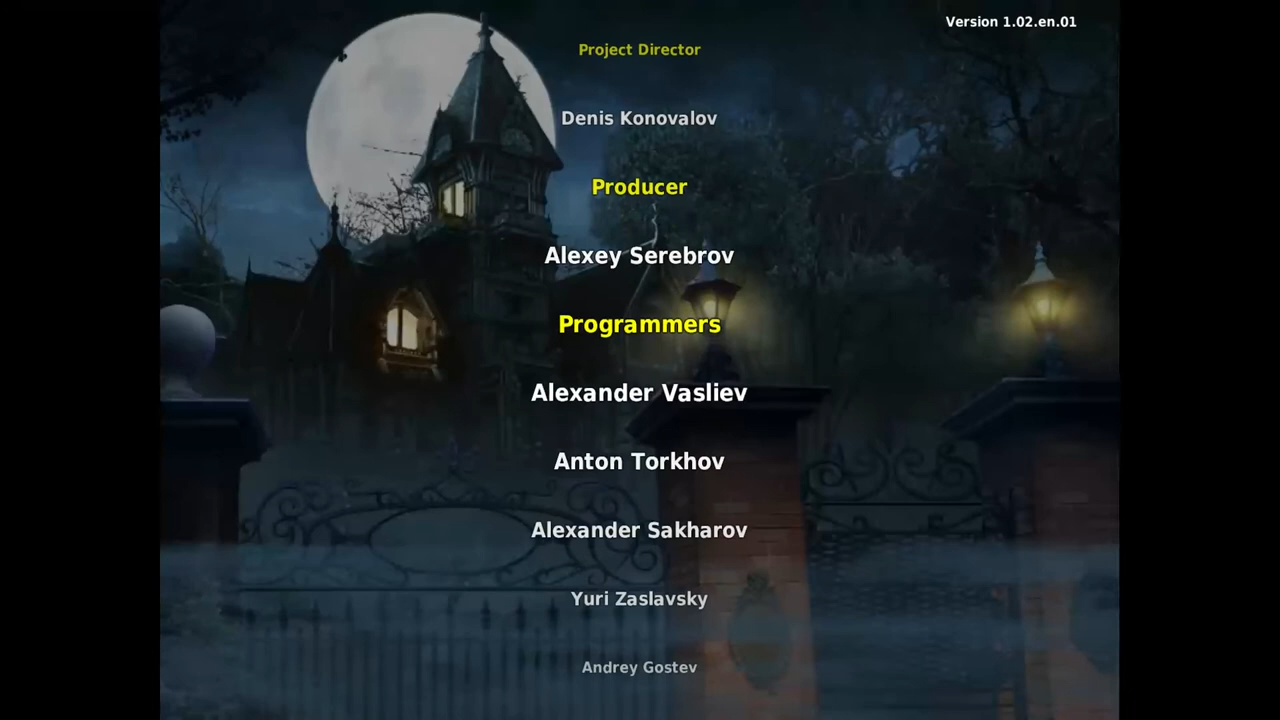 Version 1.02.en.01
Project Director
Denis Konovalov
Producer
Alexey Serebrov
Programmers
Alexander Vasliev
Anton Torkhov
Alexander Sakharov
Yuri Zaslavsky
Andrey Gostev